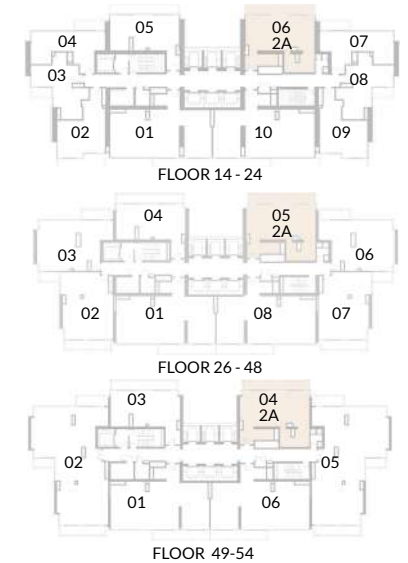 05 06
04 2A 07
03 08
02 01 10 09
FLOOR 14 - 24
04 05
2A
03 06
02 01 08 07
FLOOR 26 - 48
03 04
2A
02 05
01 06
FLOOR 49-54